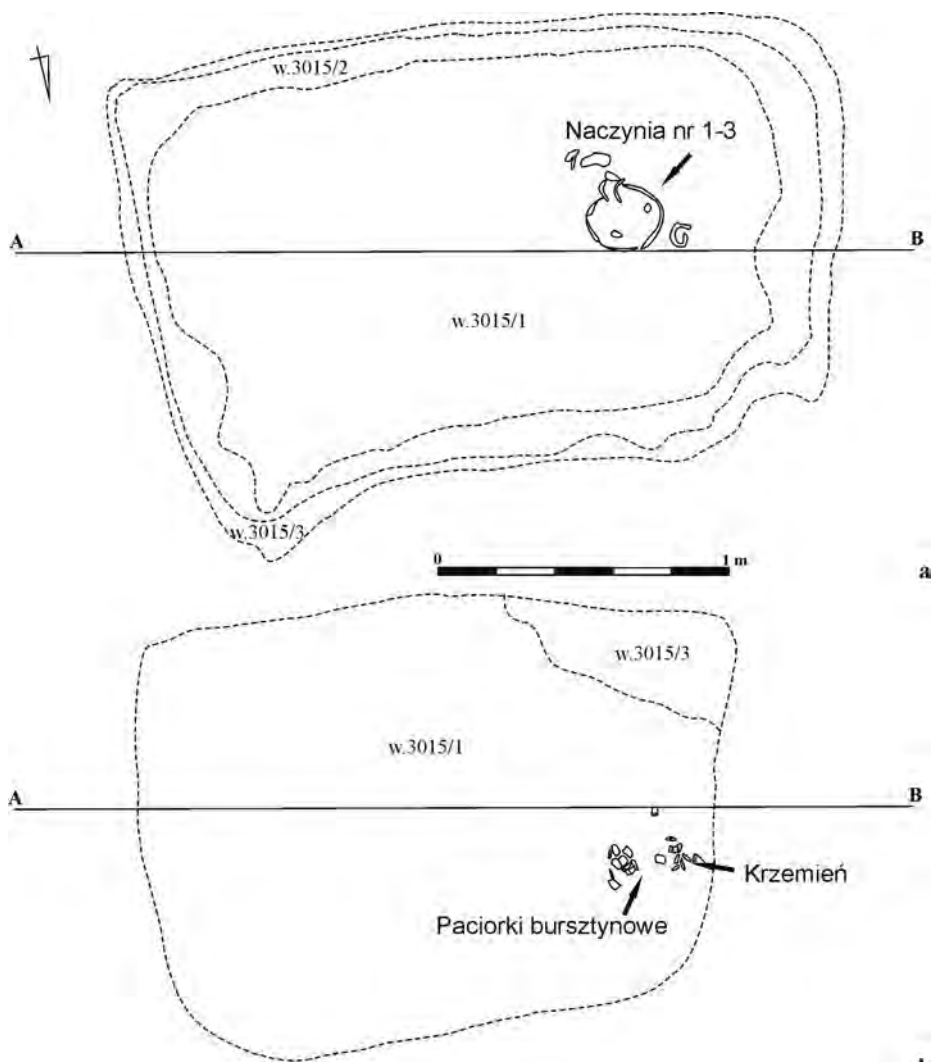 w.3015/2
Naczynia nr 1-3
A
B
w.3015/1
w.3015/3
0
1 m
a
w.3015/3
w.3015/1
A
B
Krzemień
Paciorki bursztynowe